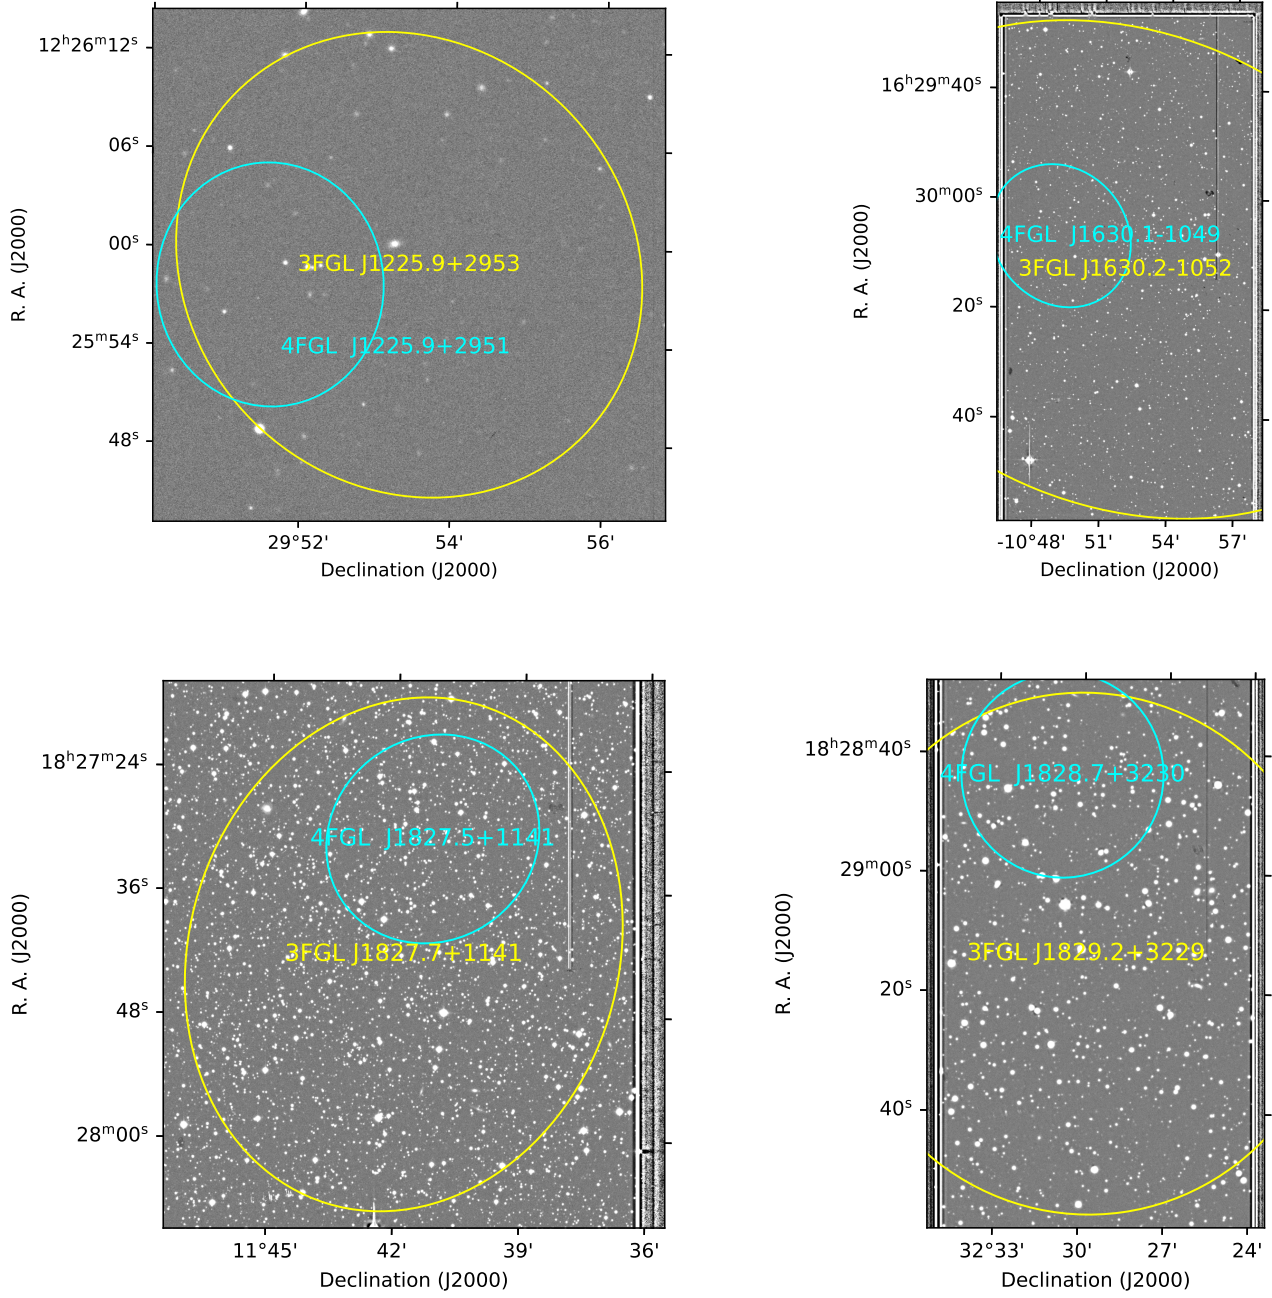 12h26m12s
06s
00s
25m54s
48s
R. A. (J2000)
3FGL J1225.9+2953
4FGL J1225.9+2951
29°52'
54'
56'
Declination (J2000)
16h29m40s
30m00s
20s
40s
R. A. (J2000)
4FGL J1630.1-1049
3FGL J1630.2-1052
-10°48'
51'
54'
57'
Declination (J2000)
18h27m24s
36s
48s
28m00s
R. A. (J2000)
4FGL J1827.5+1141
3FGL J1827.7+1141
11°45'
42'
39'
36'
Declination (J2000)
18h28m40s
29m00s
20s
40s
R. A. (J2000)
4FGL J1828.7+3230
3FGL J1829.2+3229
32°33'
30'
27'
24'
Declination (J2000)